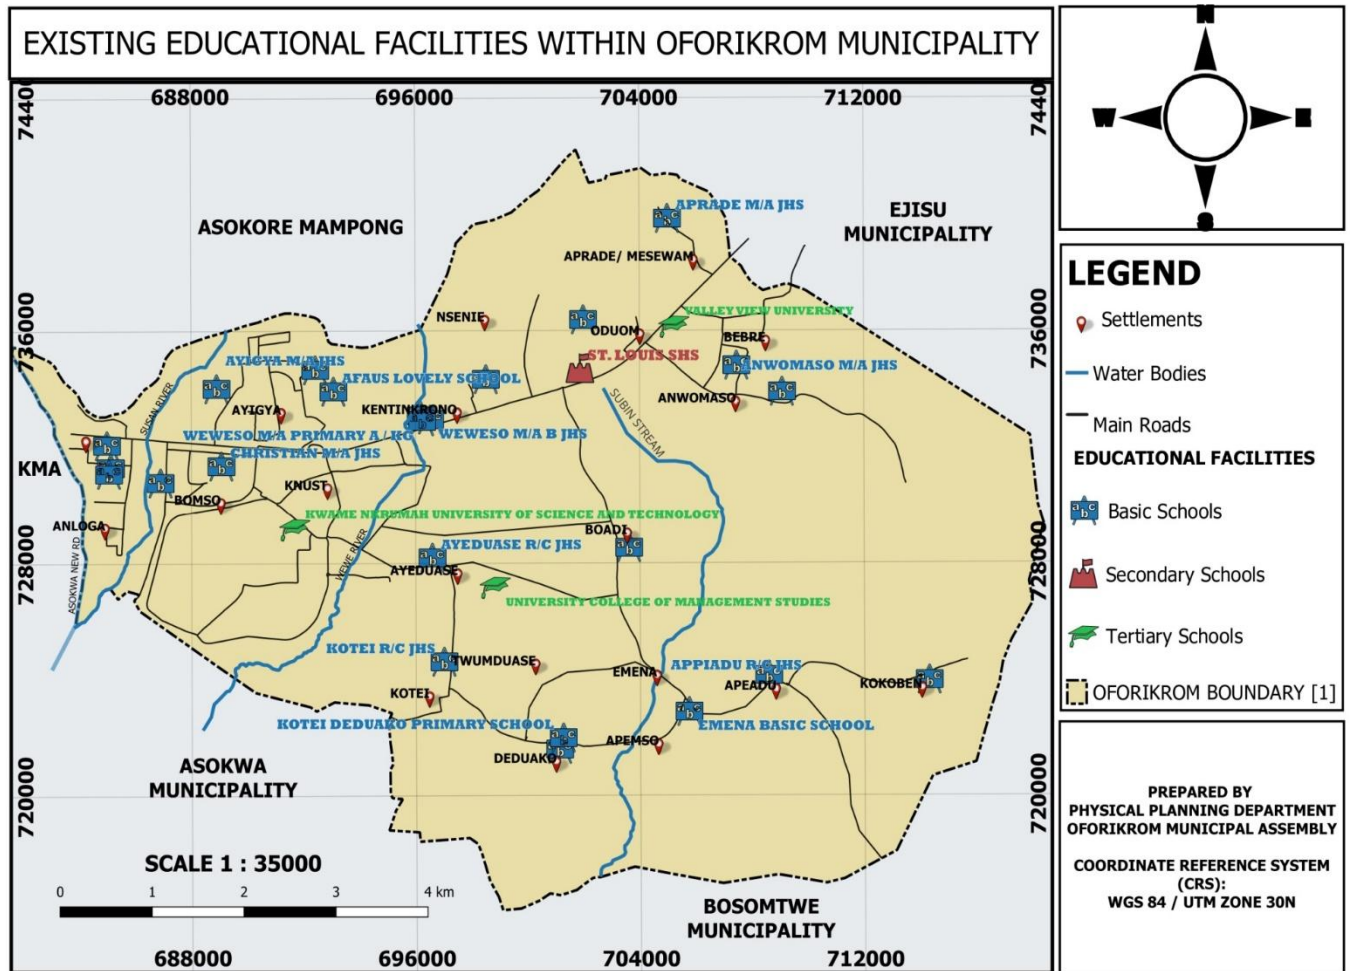 EXISTING EDUCATIONAL FACILITIES WITHIN OFORIKROM MUNICIPALITY
688000
696000
704000
712000
7440
7440
736000
736000
728000
728000
720000
720000
688000
696000
704000
712000
ASOKORE MAMPONG
EJISU
MUNICIPALITY
APRADE M/A JHS
APRADE/ MESEWAM
NSENIE
VALLEY VIEW UNIVERSITY
ODUOM
BEBRE
ST. LOUIS SHS
ANWOMASO M/A JHS
ANWOMASO
AYIGYA M/A JHS
AFAUS LOVELY SCHOOL
SUSAN RIVER
AYIGYA
KENTINKRONO
SUBIN STREAM
WEWESO M/A PRIMARY A / KG
WEWESO M/A B JHS
CHRISTIAN M/A JHS
KMA
KNUST
BOMSO
KWAME NKRUMAH UNIVERSITY OF SCIENCE AND TECHNOLOGY
ANLOGA
BOADI
WEWE RIVER
AYEDUASE R/C JHS
AYEDUASE
ASOKWA NEW RD
UNIVERSITY COLLEGE OF MANAGEMENT STUDIES
KOTEI R/C JHS
TWUMDUASE
EMENA
APPIADU R/C JHS
APEADU
KOKOBEN
KOTEI
KOTEI DEDUAKO PRIMARY SCHOOL
EMENA BASIC SCHOOL
APEMSO
DEDUAKO
ASOKWA
MUNICIPALITY
BOSOMTWE
MUNICIPALITY
SCALE 1 : 35000
0 1 2 3 4 km
N
W E
S
LEGEND
Settlements
Water Bodies
Main Roads
EDUCATIONAL FACILITIES
Basic Schools
Secondary Schools
Tertiary Schools
OFORIKROM BOUNDARY [1]
PREPARED BY
PHYSICAL PLANNING DEPARTMENT
OFORIKROM MUNICIPAL ASSEMBLY
COORDINATE REFERENCE SYSTEM
(CRS):
WGS 84 / UTM ZONE 30N